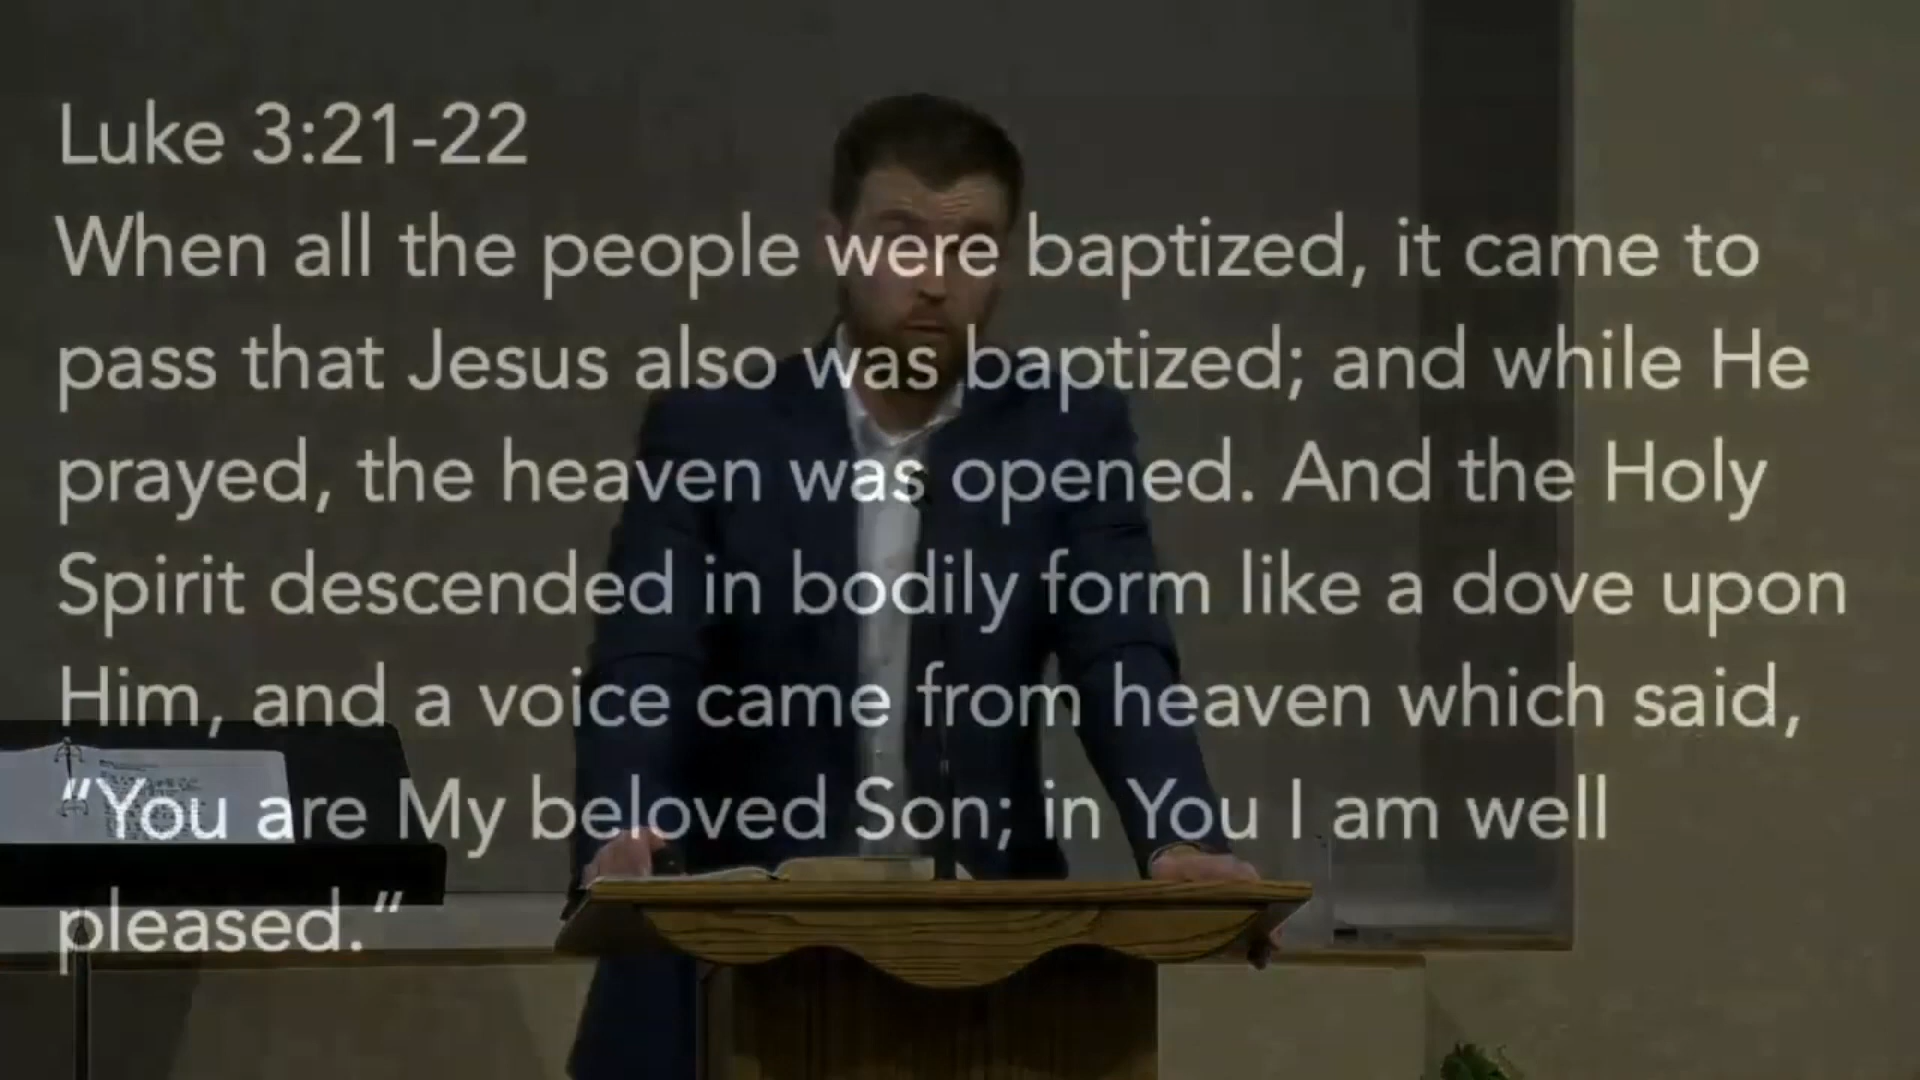 Luke 3:21-22
When all the people were baptized, it came to
pass that Jesus also was baptized; and while He
prayed, the heaven was opened. And the Holy
Spirit descended in bodily form like a dove upon
Him, and a voice came from heaven which said,
“You are My beloved Son; in You I am well
pleased.”